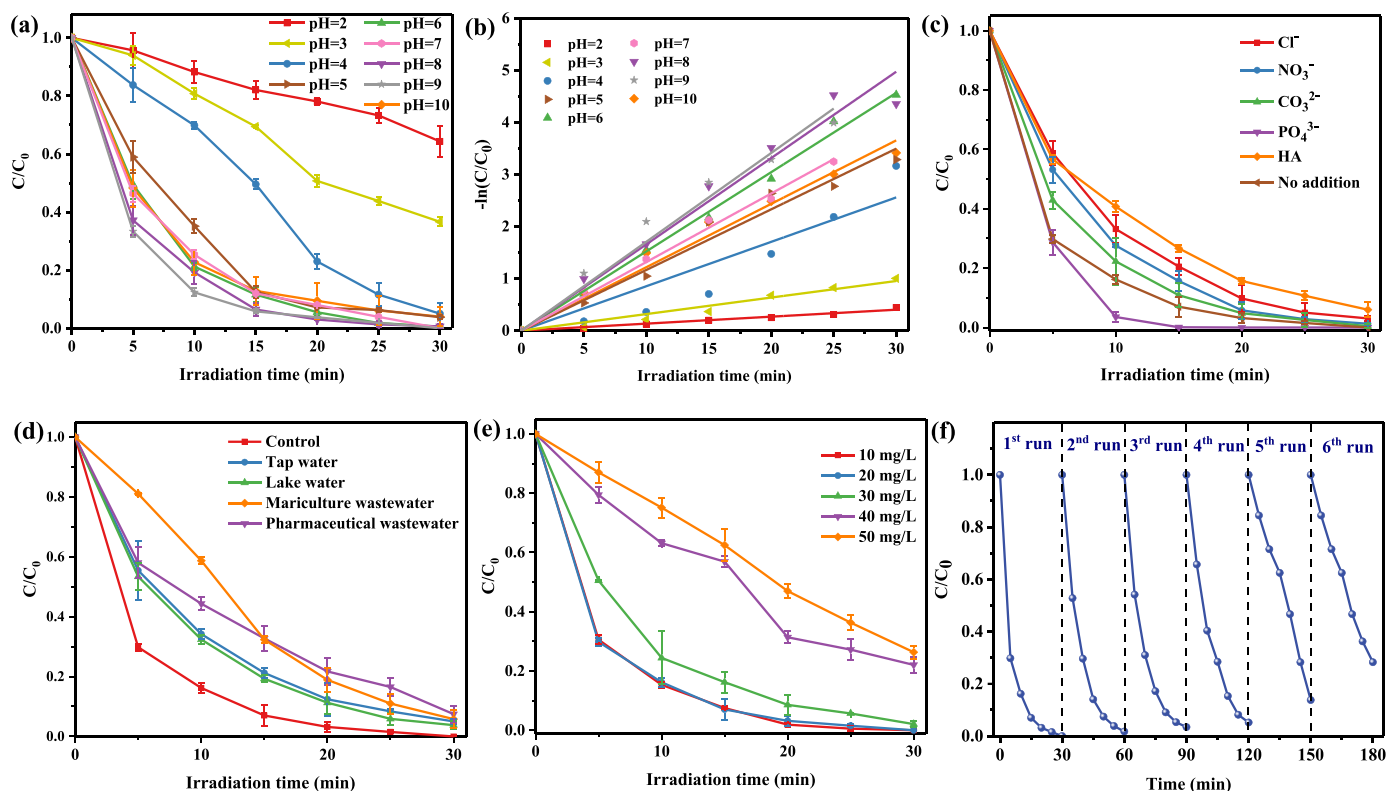 (a)
pH=2
pH=3
pH=4
pH=5
pH=6
pH=7
pH=8
pH=9
pH=10
1.0
0.8
0.6
0.4
0.2
0.0
C/C₀
0 5 10 15 20 25 30
Irradiation time (min)
(b)
pH=2
pH=3
pH=4
pH=5
pH=6
pH=7
pH=8
pH=9
pH=10
6
5
4
3
2
1
0
-ln(C/C₀)
0 5 10 15 20 25 30
Irradiation time (min)
(c)
Cl⁻
NO₃⁻
CO₃²⁻
PO₄³⁻
HA
No addition
1.0
0.8
0.6
0.4
0.2
0.0
C/C₀
0 5 10 15 20 25 30
Irradiation time (min)
(d)
Control
Tap water
Lake water
Mariculture wastewater
Pharmaceutical wastewater
1.0
0.8
0.6
0.4
0.2
0.0
C/C₀
0 10 20 30
Irradiation time (min)
(e)
10 mg/L
20 mg/L
30 mg/L
40 mg/L
50 mg/L
1.0
0.8
0.6
0.4
0.2
0.0
C/C₀
0 10 20 30
Irradiation time (min)
(f)
1st run 2nd run 3rd run 4th run 5th run 6th run
1.0
0.8
0.6
0.4
0.2
0.0
C/C₀
0 30 60 90 120 150 180
Time (min)